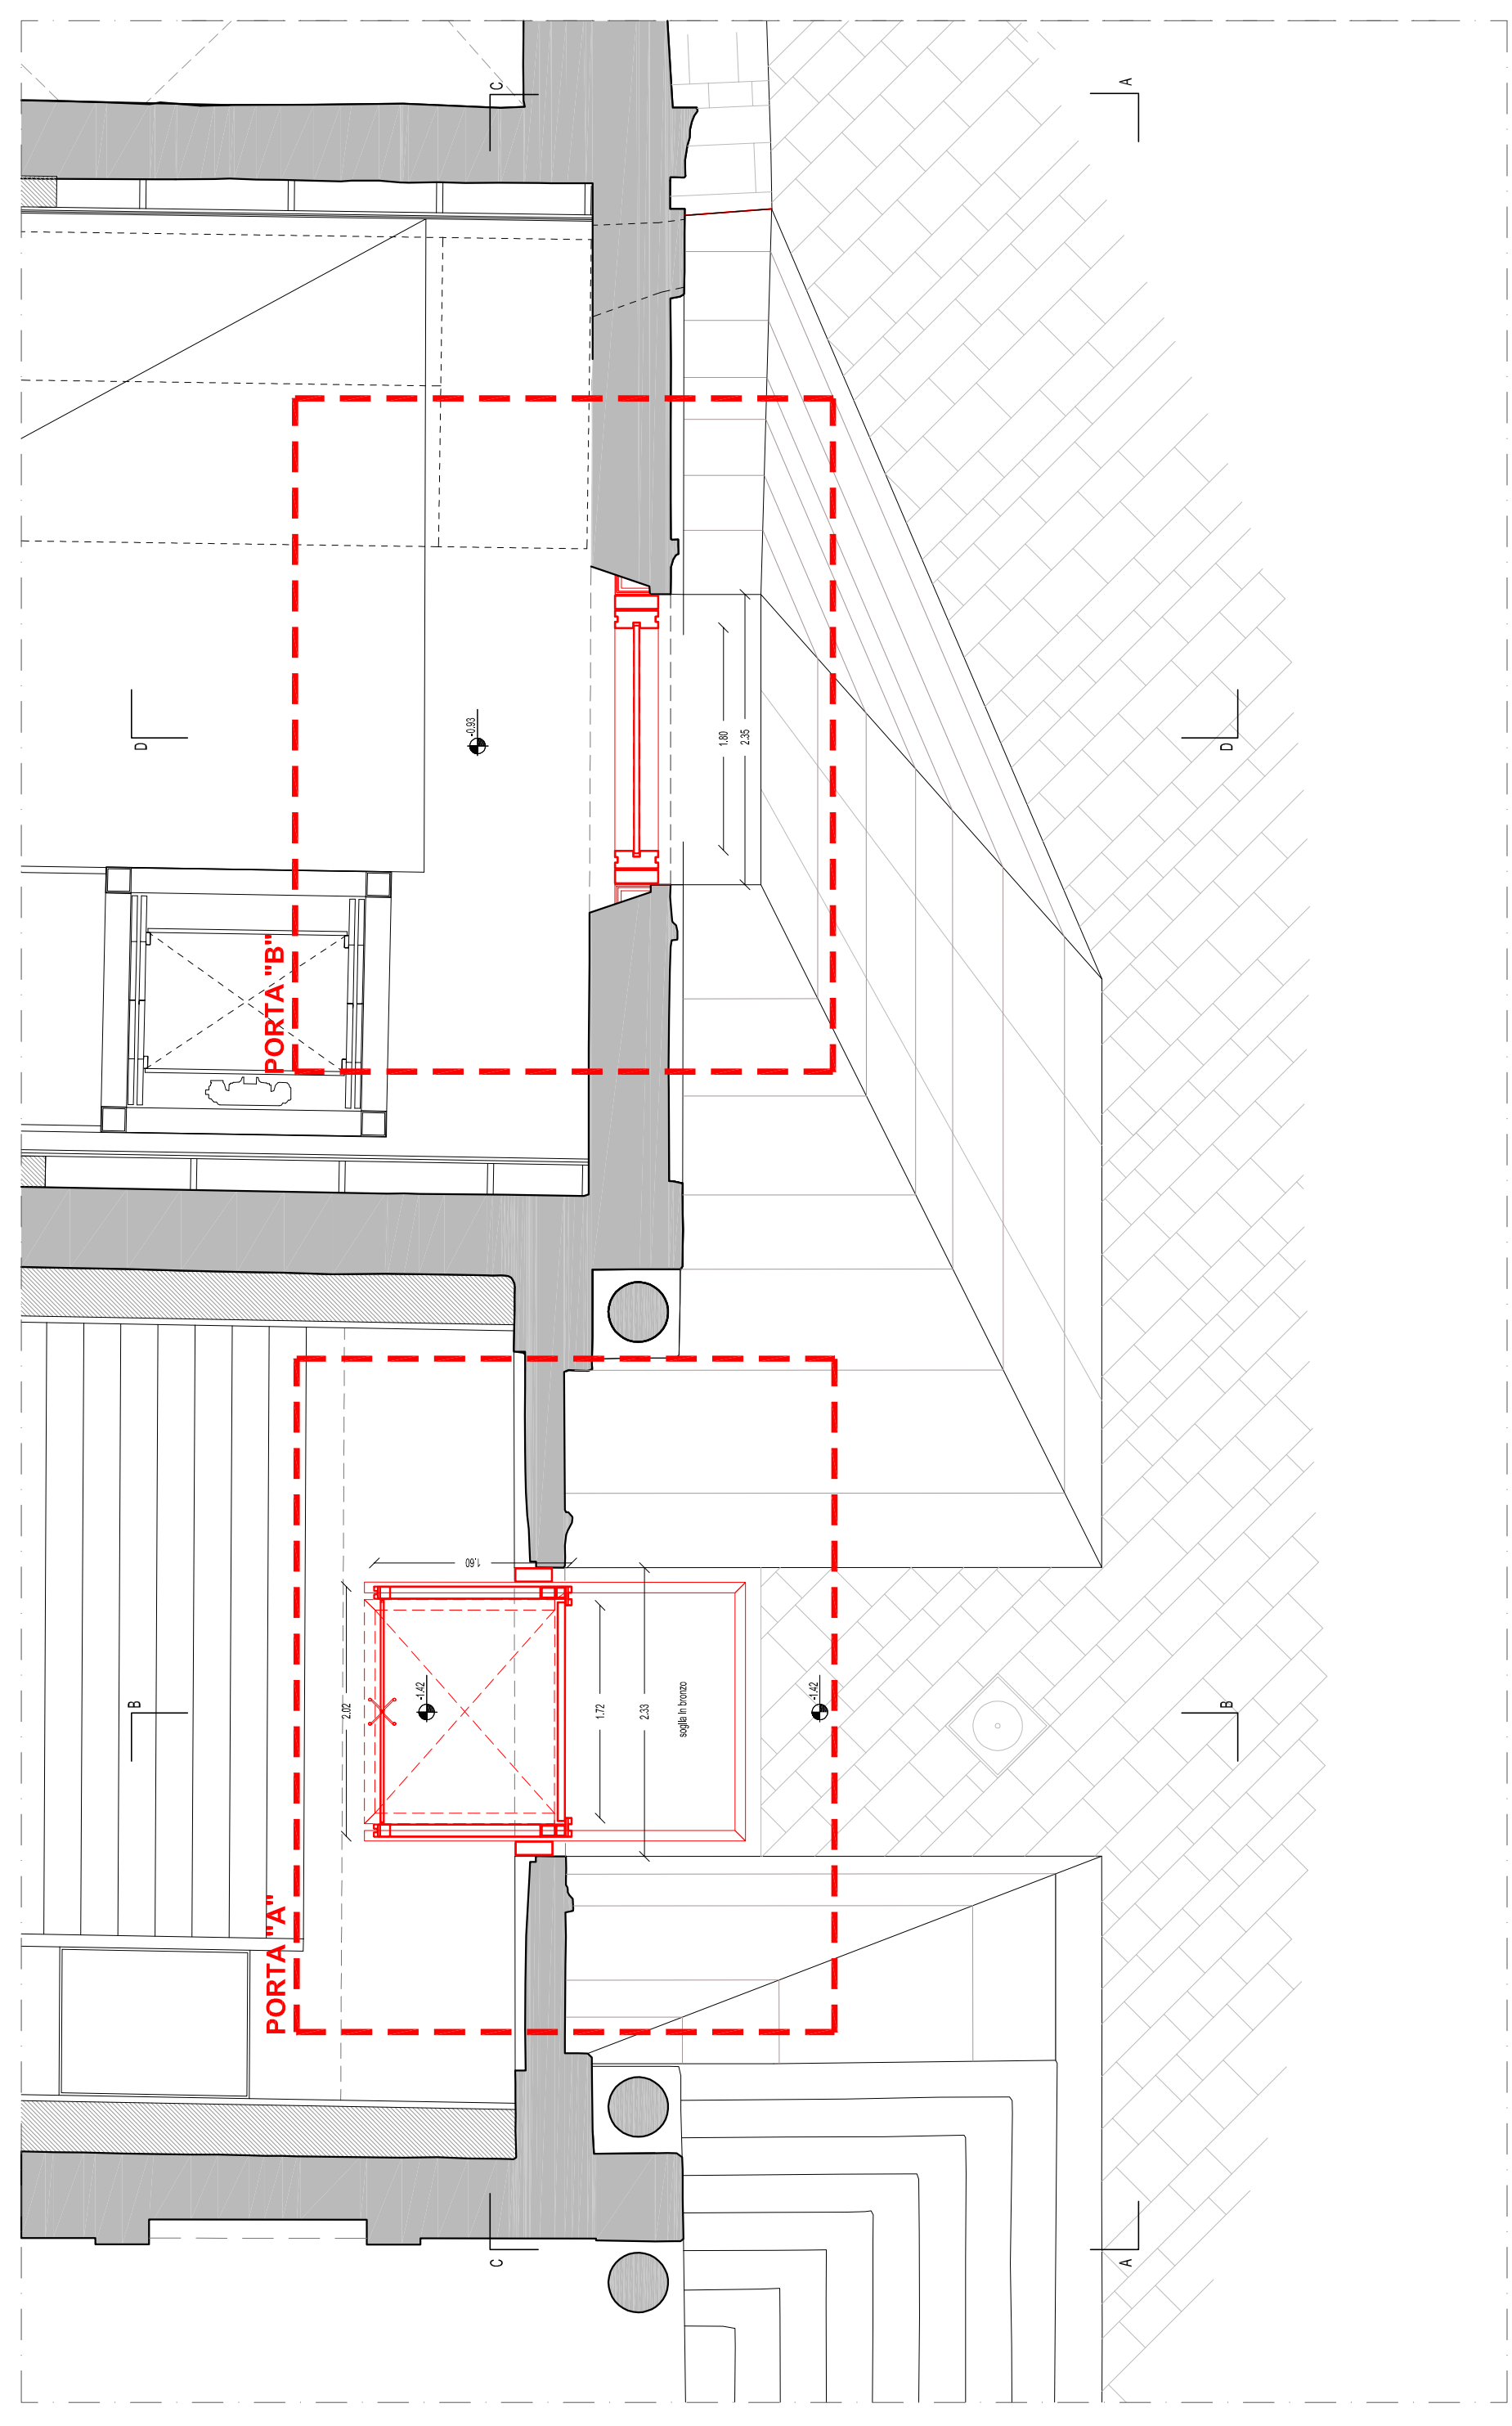 C
A
D
-0.93
1.80
2.35
D
PORTA "B"
1.60
B
2.02
-1.42
1.72
2.33
soglia in bronzo
-1.42
B
PORTA "A"
C
A